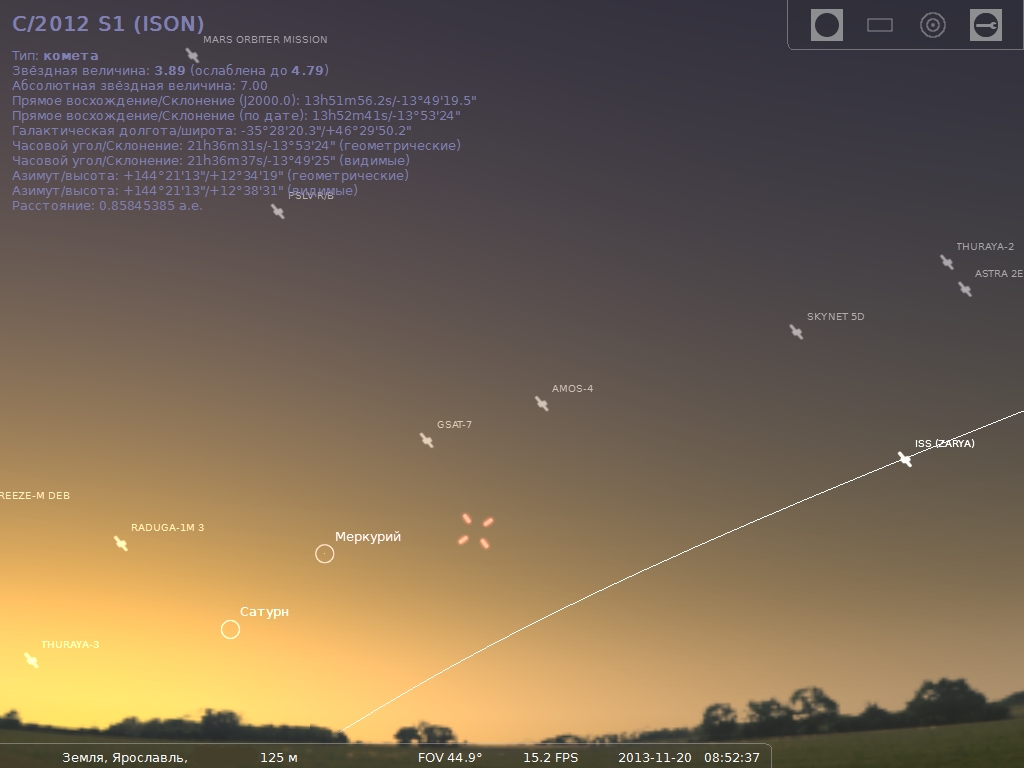 C/2012 S1 (ISON)
MARS ORBITER MISSION
Тип: комета
Звёздная величина: 3.89 (ослаблена до 4.79)
Абсолютная звёздная величина: 7.00
Прямое восхождение/Склонение (J2000.0): 13h51m56.2s/-13°49'19.5"
Прямое восхождение/Склонение (по дате): 13h52m41s/-13°53'24"
Галактическая долгота/широта: -35°28'20.3"/+46°29'50.2"
Часовой угол/Склонение: 21h36m31s/-13°53'24" (геометрические)
Часовой угол/Склонение: 21h36m37s/-13°49'25" (видимые)
Азимут/высота: +144°21'13"/+12°34'19" (геометрические)
Азимут/высота: +144°21'13"/+12°38'31" (видимые)
PSLV R/B
Расстояние: 0.85845385 а.е.
THURAYA-2
ASTRA 2E
SKYNET 5D
AMOS-4
GSAT-7
ISS (ZARYA)
REEZE-M DEB
RADUGA-1M 3
Меркурий
Сатурн
THURAYA-3
Земля, Ярославль, 125 м FOV 44.9° 15.2 FPS 2013-11-20 08:52:37